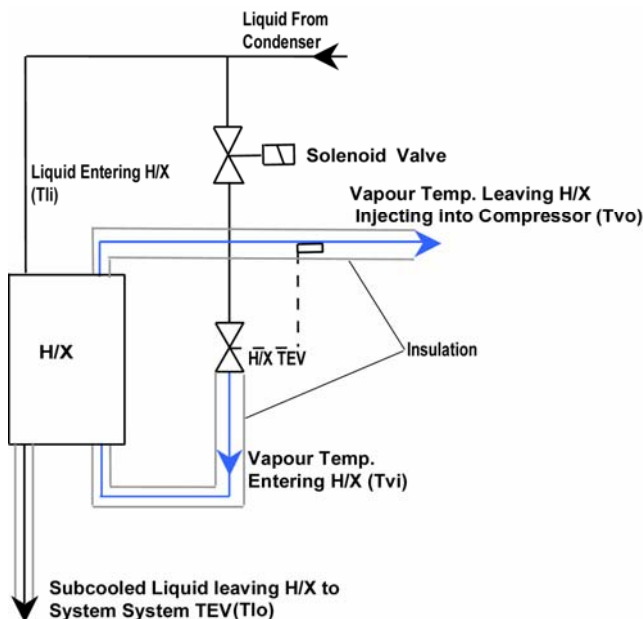 Liquid From
Condenser
Solenoid Valve
Liquid Entering H/X
(Tli)
Vapour Temp. Leaving H/X
Injecting into Compressor (Tvo)
H/X
H/X TEV
Insulation
Vapour Temp.
Entering H/X (Tvi)
Subcooled Liquid leaving H/X to
System System TEV(Tlo)